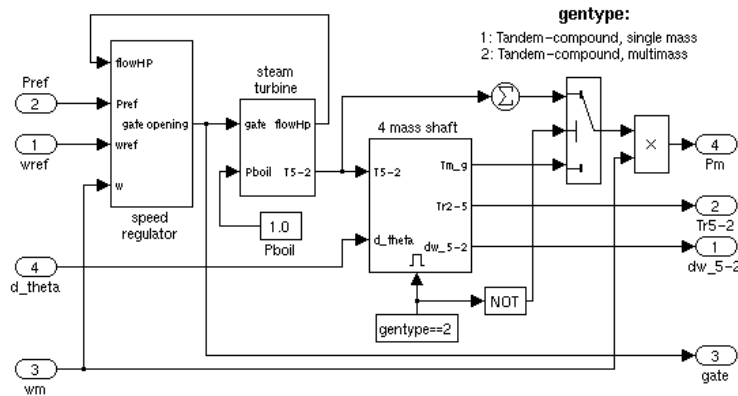 gentype:
1: Tandem-compound, single mass
2: Tandem-compound, multimass
flowHP
Pref
2
Pref
gate opening
1
wref
wref
w
speed
regulator
steam
turbine
gate
flowHp
Pboil
T5-2
1.0
Pboil
4 mass shaft
T5-2
Tm_g
Tr2-5
d_theta
dw_5-2
Σ
×
4
Pm
2
Tr5-2
1
dw_5-2
4
d_theta
NOT
gentype==2
3
wm
3
gate